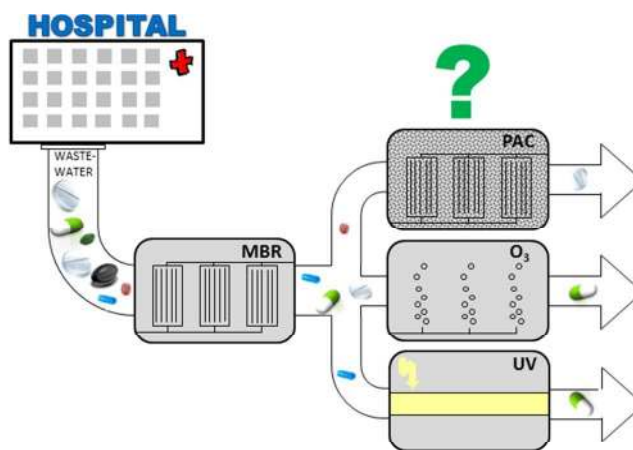 HOSPITAL
WASTE-
WATER
?
PAC
MBR
O₃
UV